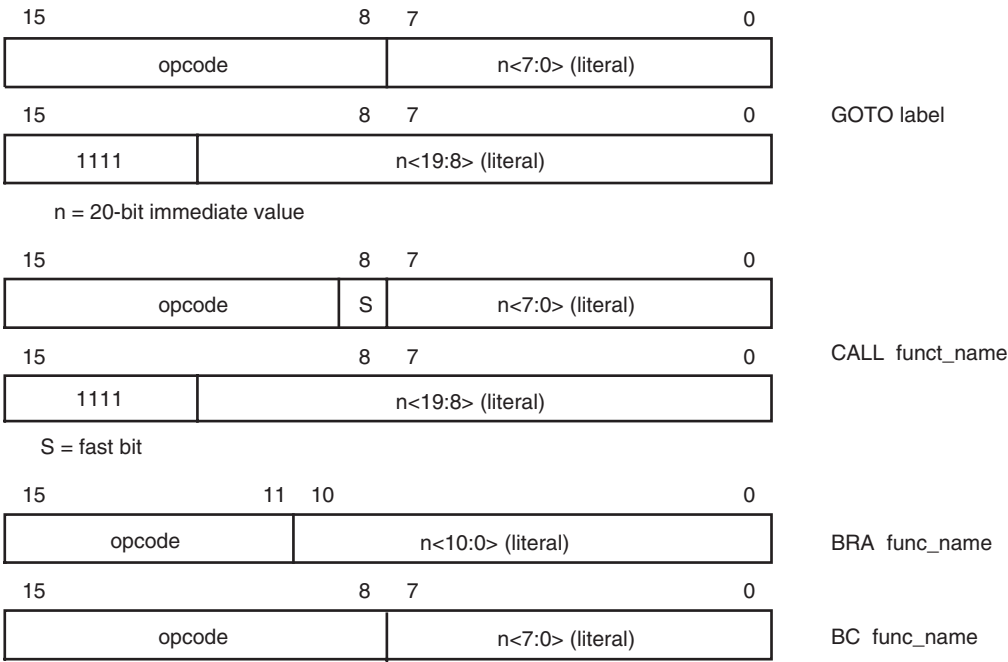 15 8 7 0
opcode n<7:0> (literal)
15 8 7 0 GOTO label
1111 n<19:8> (literal)
n = 20-bit immediate value
15 8 7 0
opcode S n<7:0> (literal)
15 8 7 0 CALL funct_name
1111 n<19:8> (literal)
S = fast bit
15 11 10 0
opcode n<10:0> (literal) BRA func_name
15 8 7 0
opcode n<7:0> (literal) BC func_name